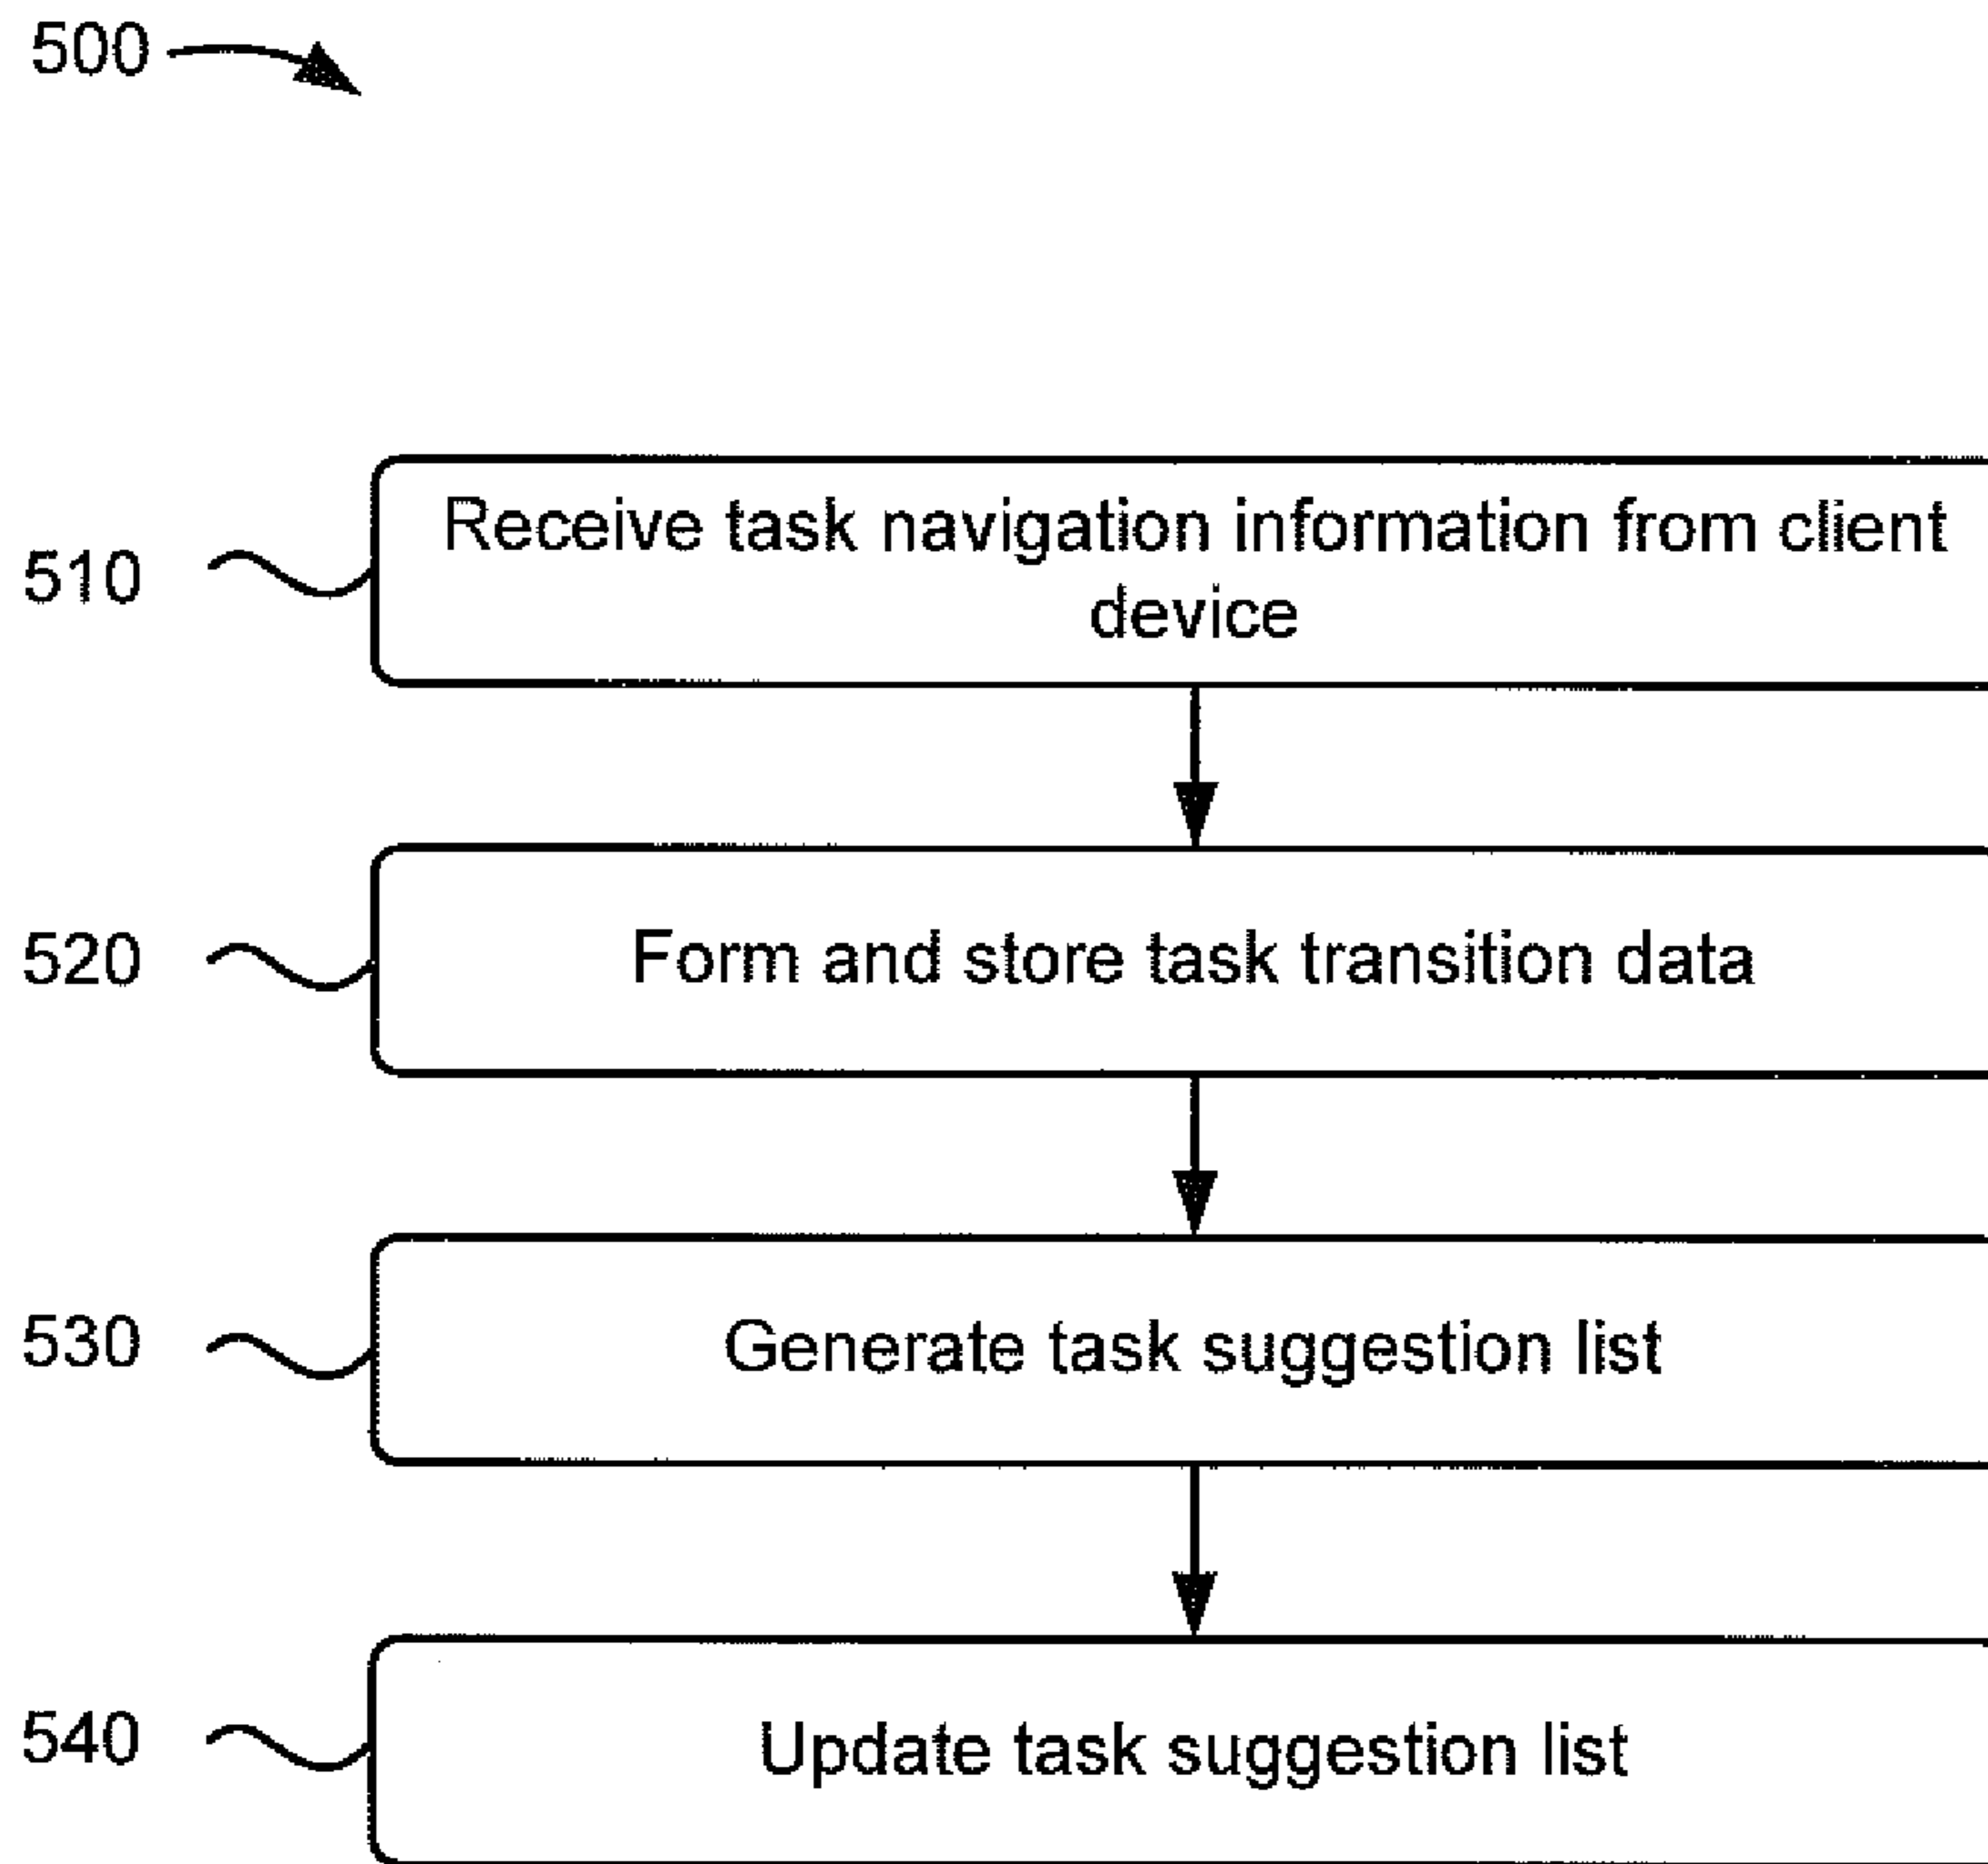 500
510
Receive task navigation information from client
device
520
Form and store task transition data
530
Generate task suggestion list
540
Update task suggestion list